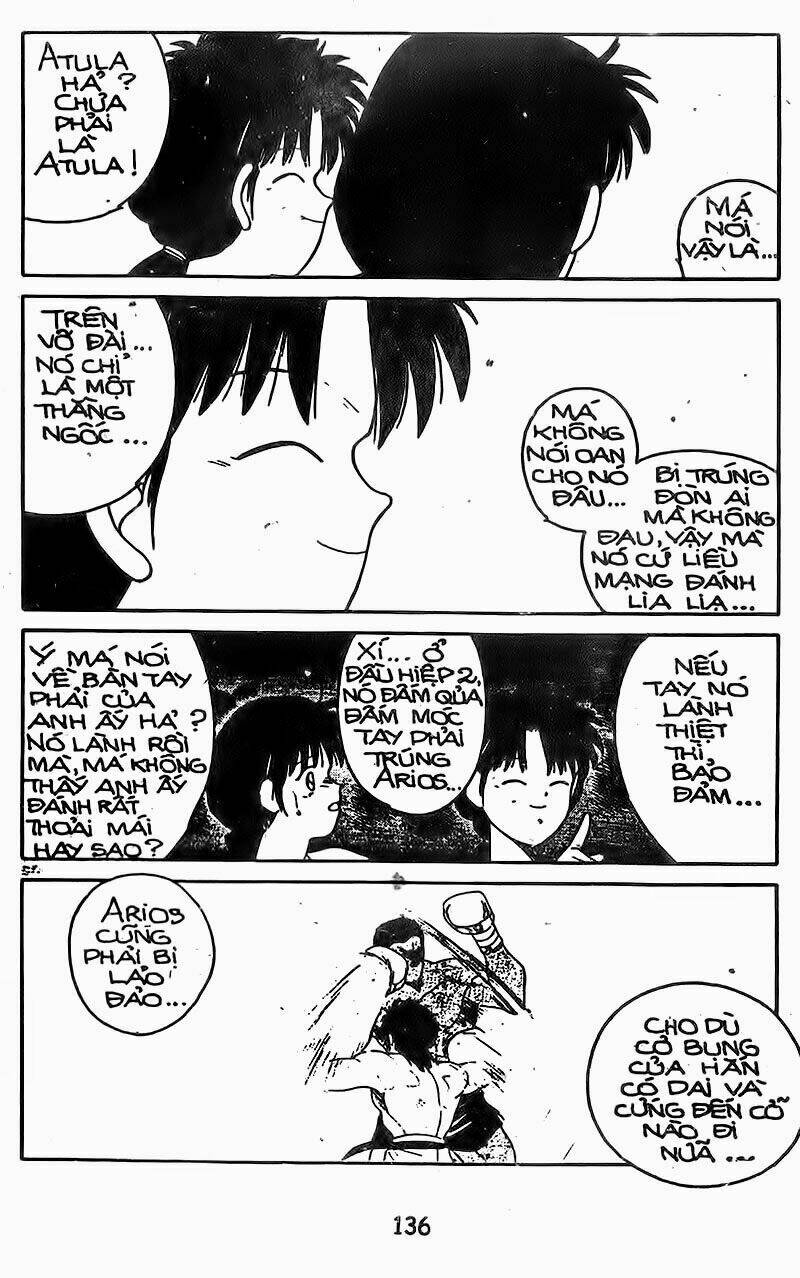 ATULA
HẢ?
CHƯA
PHẢI
LÀ
ATULA!
MÁ
NÓI
VẬY LÀ...
TRÊN
VÕ ĐÀI...
NÓ CHỈ
LÀ MỘT
THẰNG
NGỐC...
MÁ
KHÔNG
NÓI OAN
CHO NÓ
ĐÂU...
BỊ TRÚNG
ĐÒN AI
MÀ KHÔNG
ĐAU, VẬY MÀ
NÓ CỨ LIỀU
MẠNG ĐÁNH
LIA LỊA...
Ý MÁ NÓI
VỀ BÀN TAY
PHẢI CỦA
ANH ẤY HẢ?
NÓ LÀNH RỒI
MÀ, MÁ KHÔNG
THẤY ANH ẤY
ĐÁNH RẤT
THOẢI MÁI
HAY SAO?
XÍ... Ở
ĐẦU HIỆP 2,
NÓ ĐẤM QUẢ
ĐẤM MÓC
TAY PHẢI
TRÚNG
ARIOS...
NẾU
TAY NÓ
LÀNH
THIỆT
THÌ
BẢO
ĐẢM...
ARIOS
CŨNG
PHẢI BỊ
LẢO
ĐẢO...
CHO DÙ
CƠ BỤNG
CỦA HẮN
CÓ DAI VÀ
CỨNG ĐẾN CỠ
NÀO ĐI
NỮA...
136